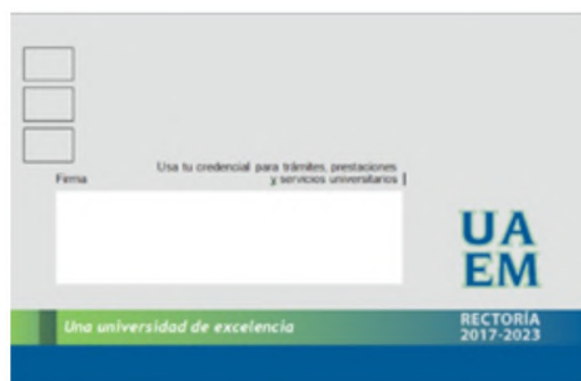 Usa tu credencial para trámites, prestaciones
y servicios universitarios
Firma
UA
EM
Una universidad de excelencia
RECTORÍA
2017-2023